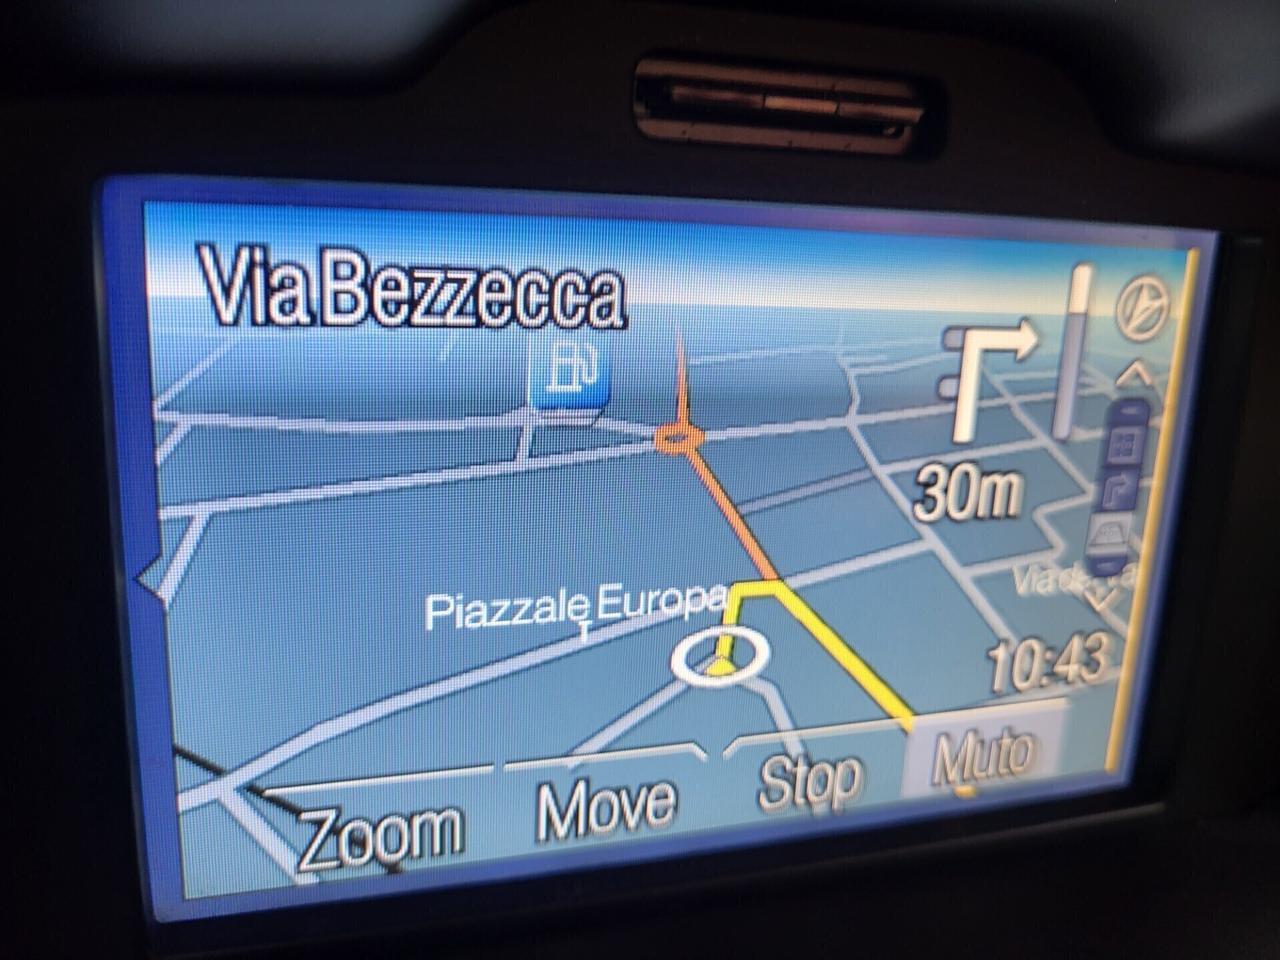 Via Bezzecca
30m
Piazzale Europa
10:43
Zoom
Move
Stop
Muto